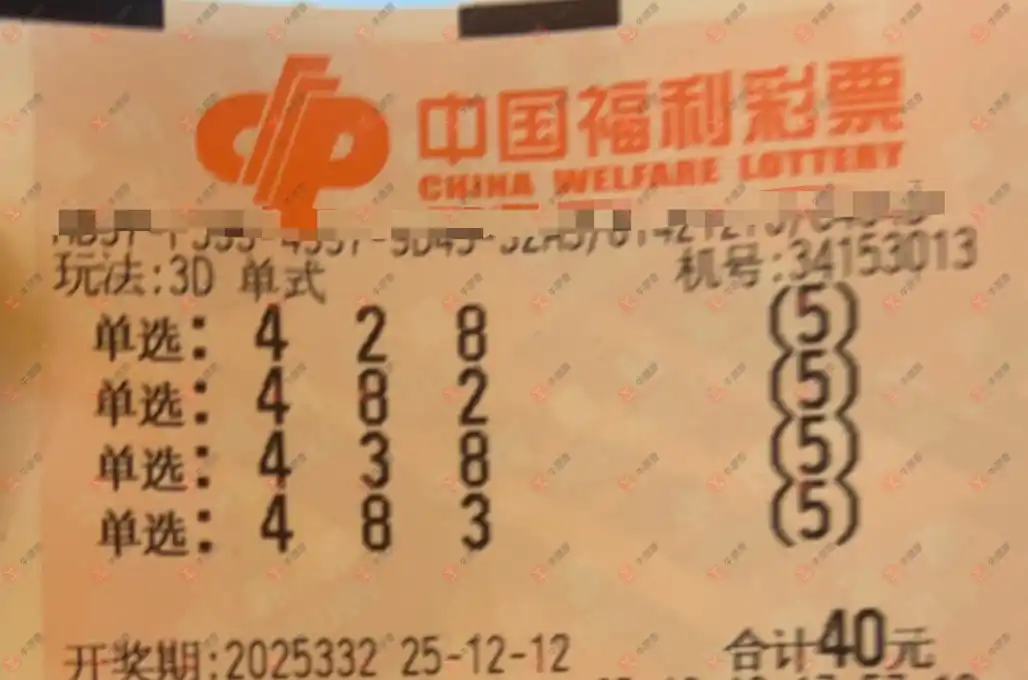 中国福利彩票
CHINA WELFARE LOTTERY
玩法:3D 单式 机号:34153013
单选: 4 2 8 (5)
单选: 4 8 2 (5)
单选: 4 3 8 (5)
单选: 4 8 3 (5)
开奖期:2025332 25-12-12 合计40元